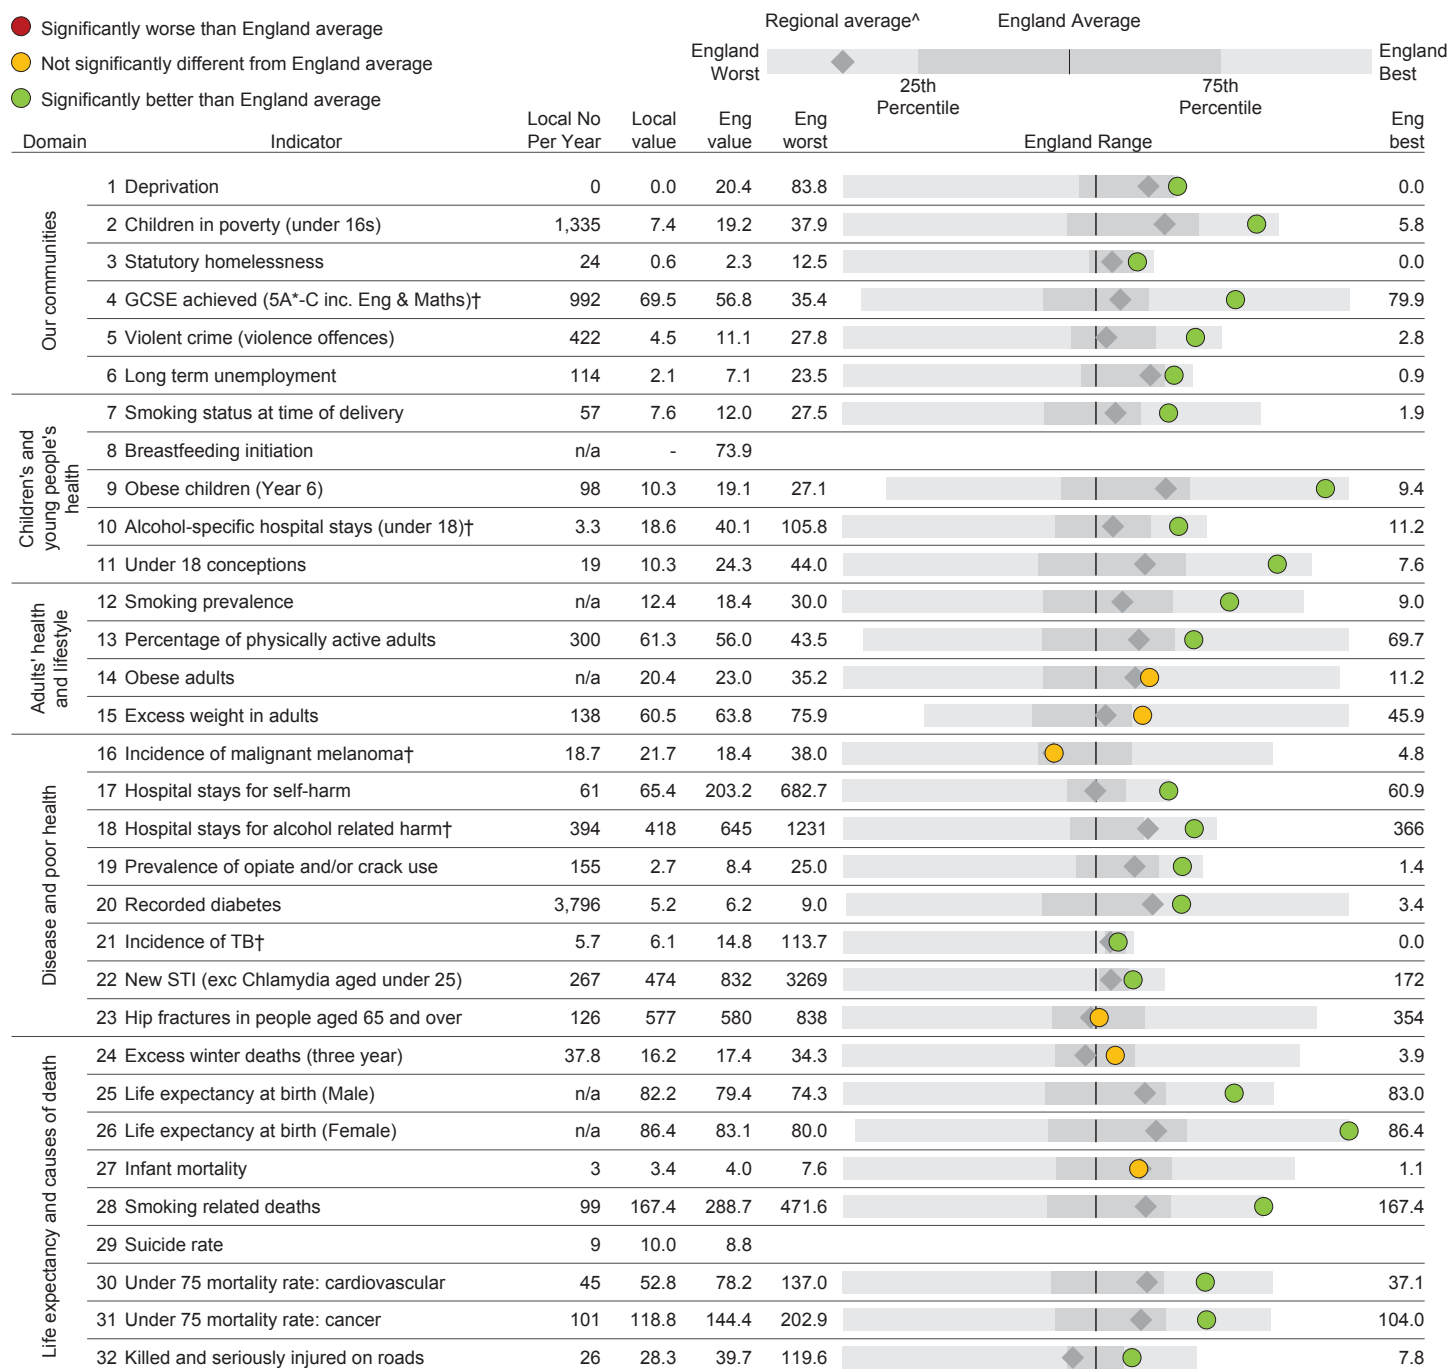 Significantly worse than England average
Not significantly different from England average
Significantly better than England average
Regional average^ England Average
England Worst
England Best
25th Percentile
75th Percentile
Domain Indicator Local No Per Year Local value Eng value Eng worst England Range Eng best
Our communities
1 Deprivation 0 0.0 20.4 83.8 0.0
2 Children in poverty (under 16s) 1,335 7.4 19.2 37.9 5.8
3 Statutory homelessness 24 0.6 2.3 12.5 0.0
4 GCSE achieved (5A*-C inc. Eng & Maths)† 992 69.5 56.8 35.4 79.9
5 Violent crime (violence offences) 422 4.5 11.1 27.8 2.8
6 Long term unemployment 114 2.1 7.1 23.5 0.9
Children's and young people's health
7 Smoking status at time of delivery 57 7.6 12.0 27.5 1.9
8 Breastfeeding initiation n/a - 73.9
9 Obese children (Year 6) 98 10.3 19.1 27.1 9.4
10 Alcohol-specific hospital stays (under 18)† 3.3 18.6 40.1 105.8 11.2
11 Under 18 conceptions 19 10.3 24.3 44.0 7.6
Adults' health and lifestyle
12 Smoking prevalence n/a 12.4 18.4 30.0 9.0
13 Percentage of physically active adults 300 61.3 56.0 43.5 69.7
14 Obese adults n/a 20.4 23.0 35.2 11.2
15 Excess weight in adults 138 60.5 63.8 75.9 45.9
Disease and poor health
16 Incidence of malignant melanoma† 18.7 21.7 18.4 38.0 4.8
17 Hospital stays for self-harm 61 65.4 203.2 682.7 60.9
18 Hospital stays for alcohol related harm† 394 418 645 1231 366
19 Prevalence of opiate and/or crack use 155 2.7 8.4 25.0 1.4
20 Recorded diabetes 3,796 5.2 6.2 9.0 3.4
21 Incidence of TB† 5.7 6.1 14.8 113.7 0.0
22 New STI (exc Chlamydia aged under 25) 267 474 832 3269 172
23 Hip fractures in people aged 65 and over 126 577 580 838 354
Life expectancy and causes of death
24 Excess winter deaths (three year) 37.8 16.2 17.4 34.3 3.9
25 Life expectancy at birth (Male) n/a 82.2 79.4 74.3 83.0
26 Life expectancy at birth (Female) n/a 86.4 83.1 80.0 86.4
27 Infant mortality 3 3.4 4.0 7.6 1.1
28 Smoking related deaths 99 167.4 288.7 471.6 167.4
29 Suicide rate 9 10.0 8.8
30 Under 75 mortality rate: cardiovascular 45 52.8 78.2 137.0 37.1
31 Under 75 mortality rate: cancer 101 118.8 144.4 202.9 104.0
32 Killed and seriously injured on roads 26 28.3 39.7 119.6 7.8